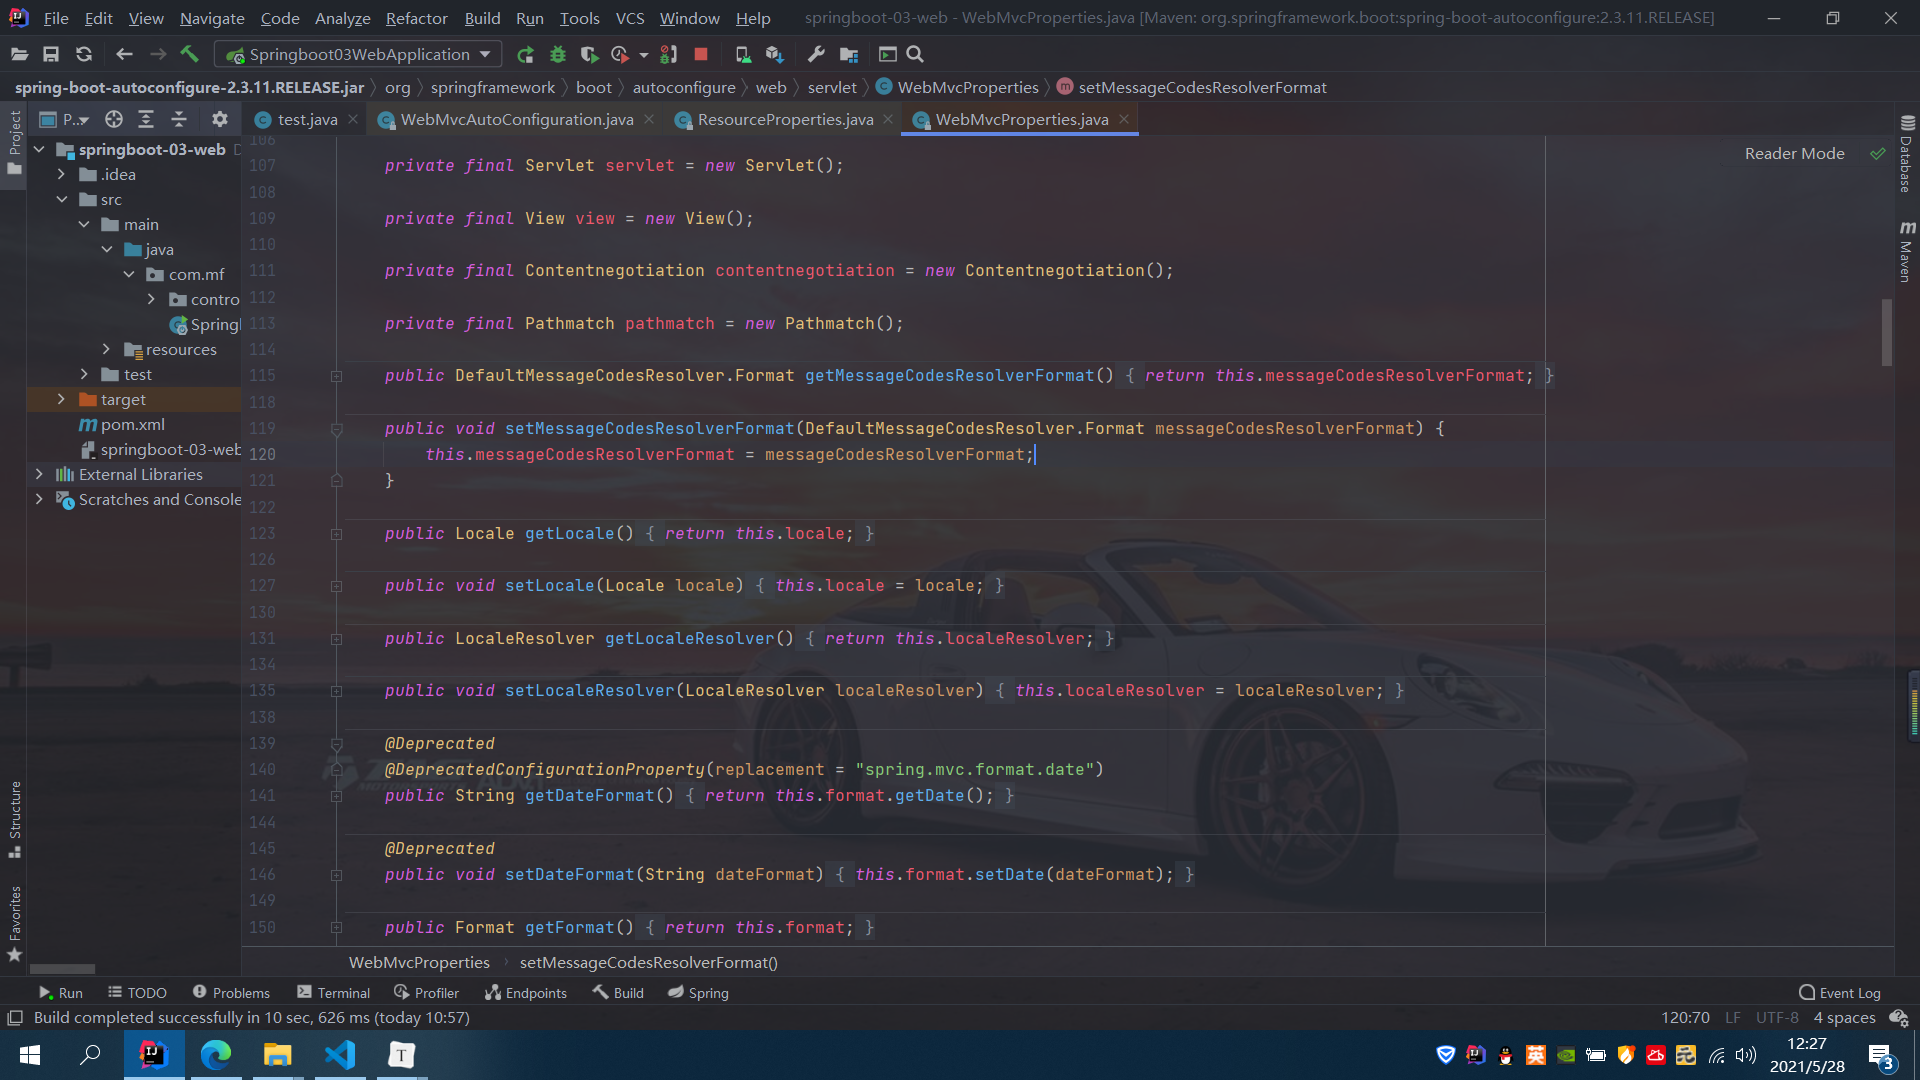 File Edit View Navigate Code Analyze Refactor Build Run Tools VCS Window Help springboot-03-web - WebMvcProperties.java [Maven: org.springframework.boot:spring-boot-autoconfigure:2.3.11.RELEASE]
Springboot03WebApplication
spring-boot-autoconfigure-2.3.11.RELEASE.jar org springframework boot autoconfigure web servlet WebMvcProperties setMessageCodesResolverFormat
P.. test.java WebMvcAutoConfiguration.java ResourceProperties.java WebMvcProperties.java
Project
springboot-03-web
.idea
src
main
java
com.mf
contro
Spring
resources
test
target
pom.xml
springboot-03-web
External Libraries
Scratches and Console
Structure
Favorites
Reader Mode
Database
Maven
106
107 private final Servlet servlet = new Servlet();
108
109 private final View view = new View();
110
111 private final Contentnegotiation contentnegotiation = new Contentnegotiation();
112
113 private final Pathmatch pathmatch = new Pathmatch();
114
115 public DefaultMessageCodesResolver.Format getMessageCodesResolverFormat() { return this.messageCodesResolverFormat; }
118
119 public void setMessageCodesResolverFormat(DefaultMessageCodesResolver.Format messageCodesResolverFormat) {
120 this.messageCodesResolverFormat = messageCodesResolverFormat;
121 }
122
123 public Locale getLocale() { return this.locale; }
126
127 public void setLocale(Locale locale) { this.locale = locale; }
130
131 public LocaleResolver getLocaleResolver() { return this.localeResolver; }
134
135 public void setLocaleResolver(LocaleResolver localeResolver) { this.localeResolver = localeResolver; }
138
139 @Deprecated
140 @DeprecatedConfigurationProperty(replacement = "spring.mvc.format.date")
141 public String getDateFormat() { return this.format.getDate(); }
144
145 @Deprecated
146 public void setDateFormat(String dateFormat) { this.format.setDate(dateFormat); }
149
150 public Format getFormat() { return this.format; }
WebMvcProperties setMessageCodesResolverFormat()
Run TODO Problems Terminal Profiler Endpoints Build Spring Event Log
Build completed successfully in 10 sec, 626 ms (today 10:57) 120:70 LF UTF-8 4 spaces
英
12:27
2021/5/28
3